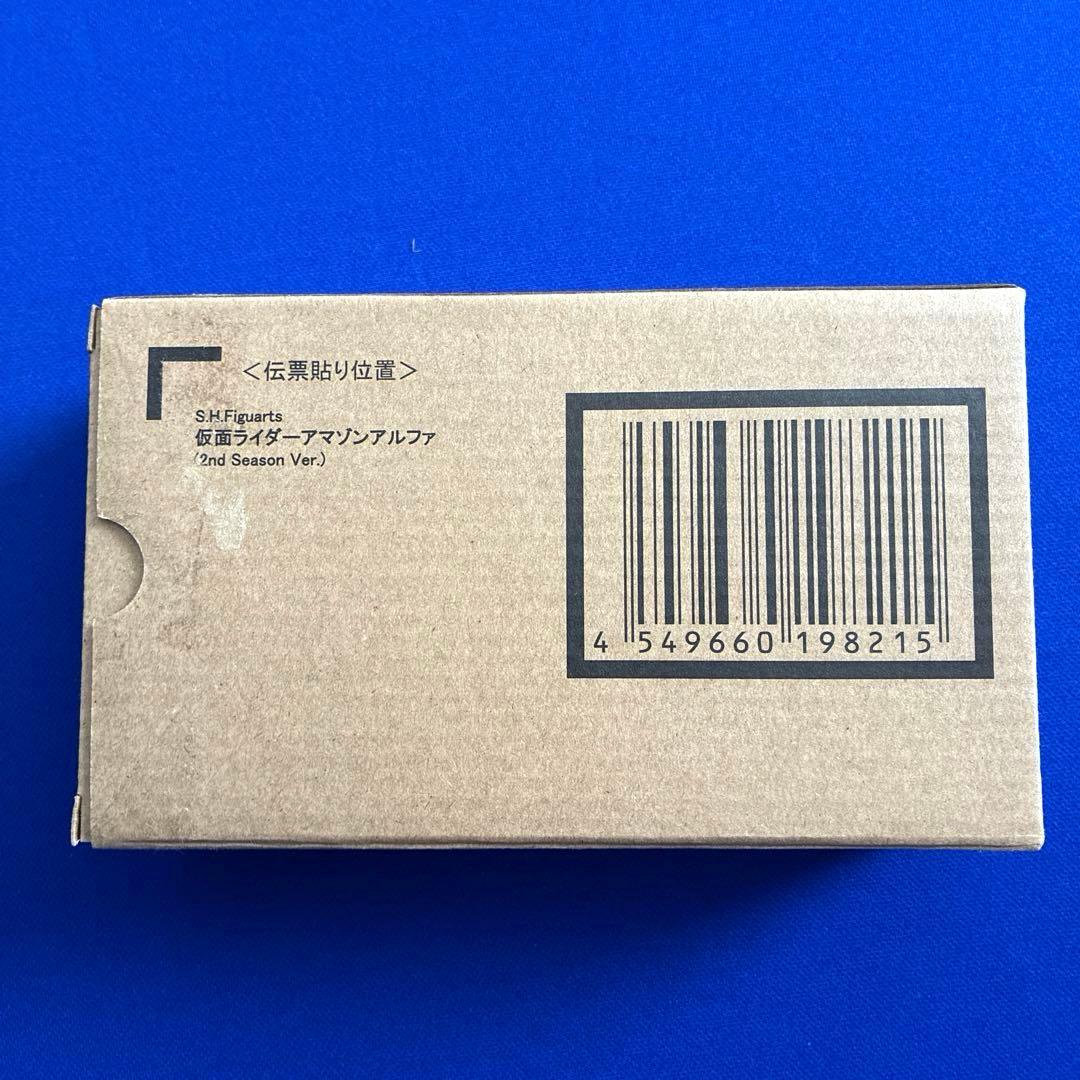 <伝票貼り位置>
S.H.Figuarts
仮面ライダーアマゾンアルファ
(2nd Season Ver.)
4 549660 198215